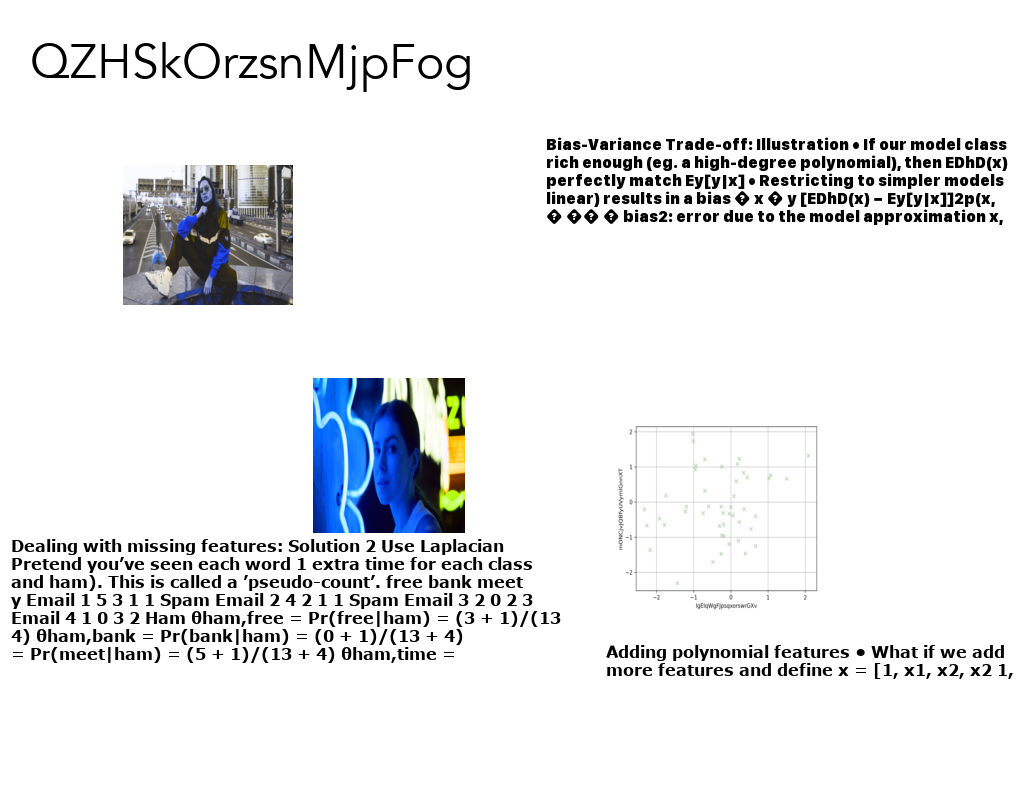 QZHSkOrzsnMjpFog
Bias-Variance Trade-off: Illustration • If our model class
rich enough (eg. a high-degree polynomial), then EDhD(x)
perfectly match Ey[y|x] • Restricting to simpler models
linear) results in a bias � x � y [EDhD(x) − Ey[y|x]]2p(x,
� �� � bias2: error due to the model approximation x,
2
1
0
−1
−2
−2 −1 0 1 2
Dealing with missing features: Solution 2 Use Laplacian
Pretend you’ve seen each word 1 extra time for each class
and ham). This is called a ’pseudo-count’. free bank meet
y Email 1 5 3 1 1 Spam Email 2 4 2 1 1 Spam Email 3 2 0 2 3
Email 4 1 0 3 2 Ham θham,free = Pr(free|ham) = (3 + 1)/(13
4) θham,bank = Pr(bank|ham) = (0 + 1)/(13 + 4)
= Pr(meet|ham) = (5 + 1)/(13 + 4) θham,time =
Adding polynomial features • What if we add
more features and define x = [1, x1, x2, x2 1,